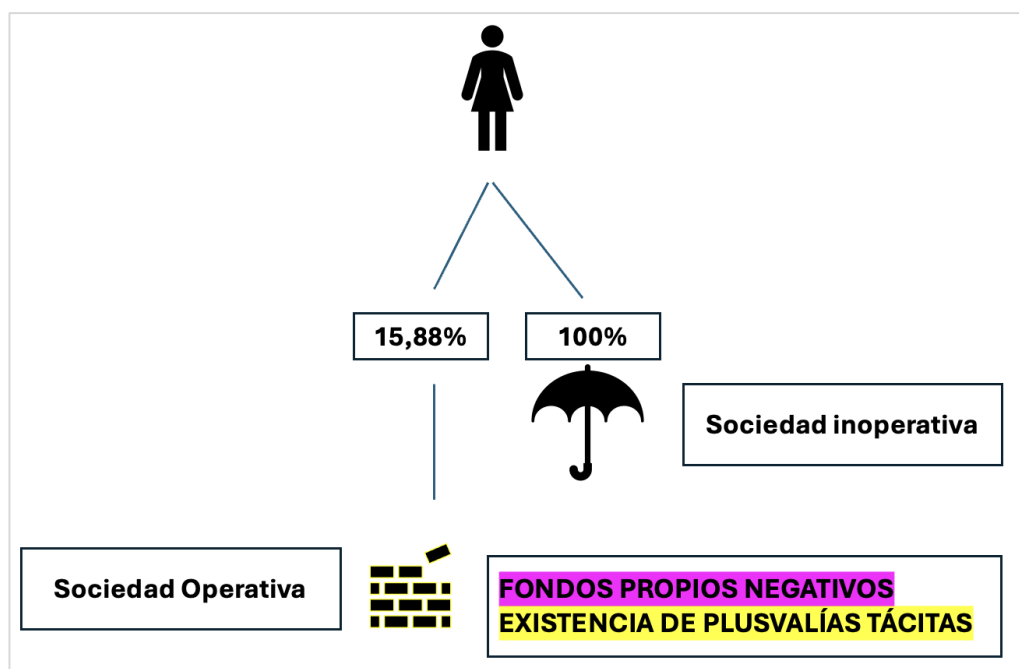 15,88%
100%
Sociedad inoperativa
Sociedad Operativa
FONDOS PROPIOS NEGATIVOS
EXISTENCIA DE PLUSVALÍAS TÁCITAS